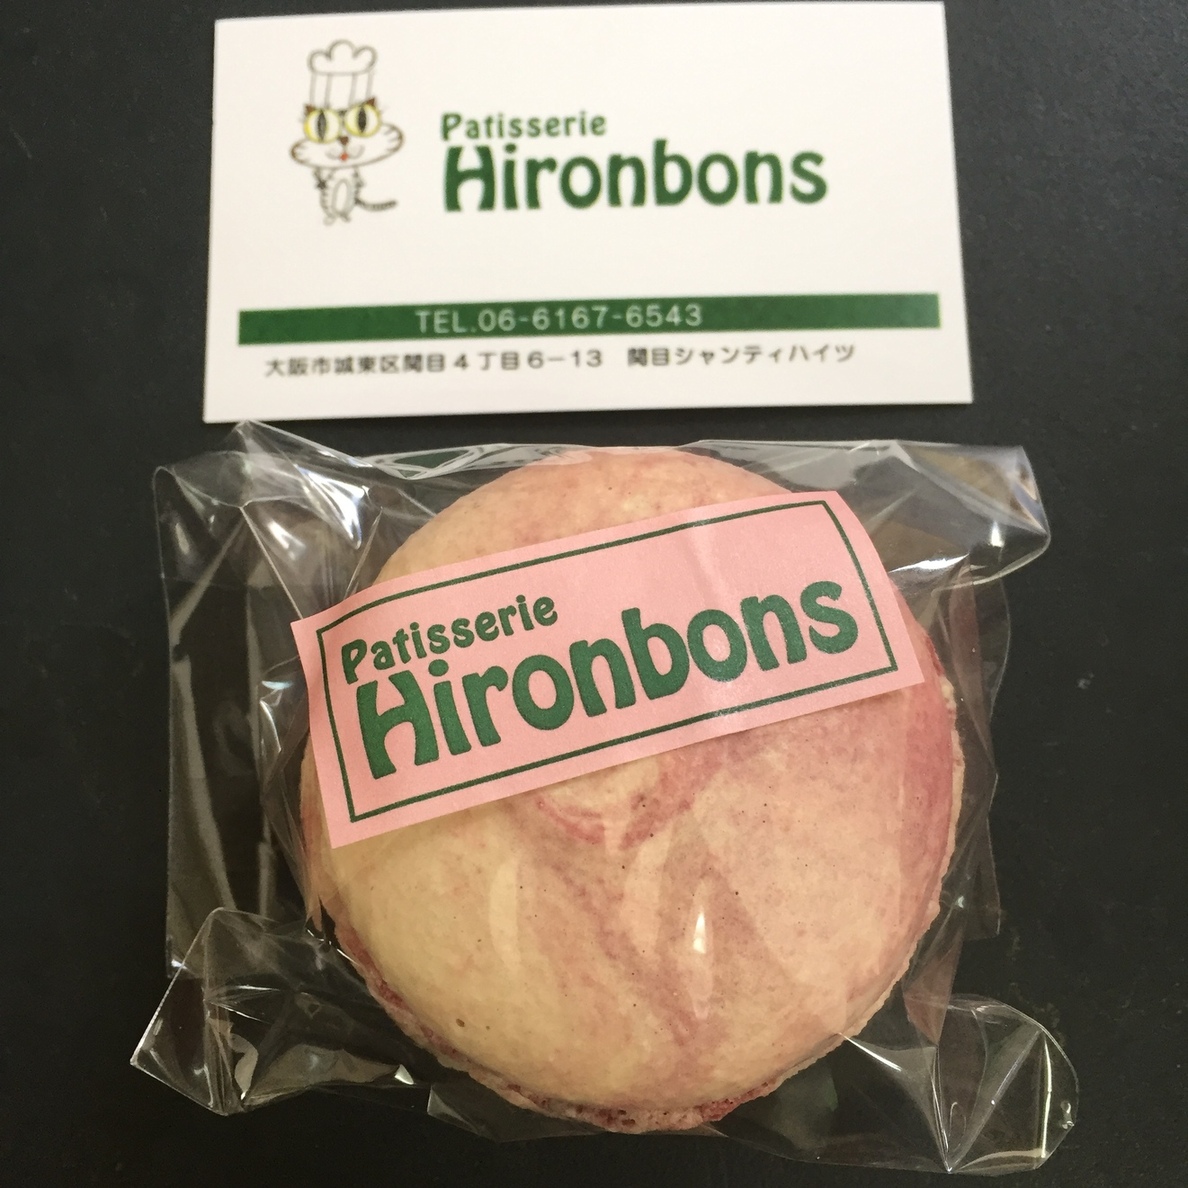 Patisserie
Hironbons
TEL.06-6167-6543
大阪市城東区関目4丁目6−13　関目シャンティハイツ
Patisserie
Hironbons